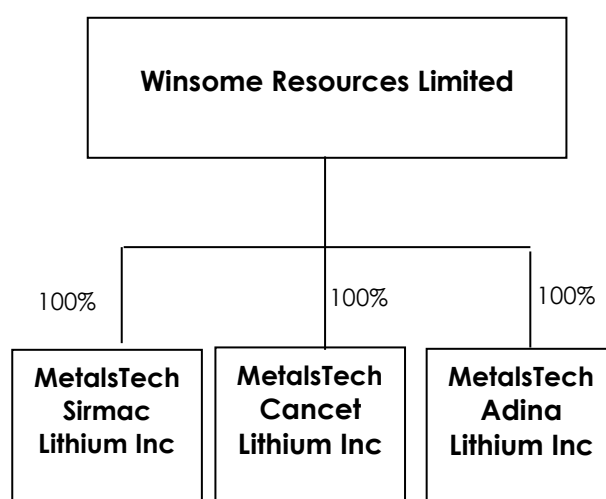 Winsome Resources Limited
100%
100%
100%
MetalsTech
Sirmac
Lithium Inc
MetalsTech
Cancet
Lithium Inc
MetalsTech
Adina
Lithium Inc